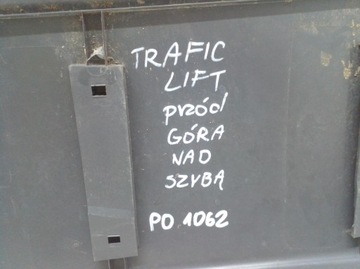 TRAFIC
LIFT
przód
GÓRA
NAD
SZYBĄ
PO 1062